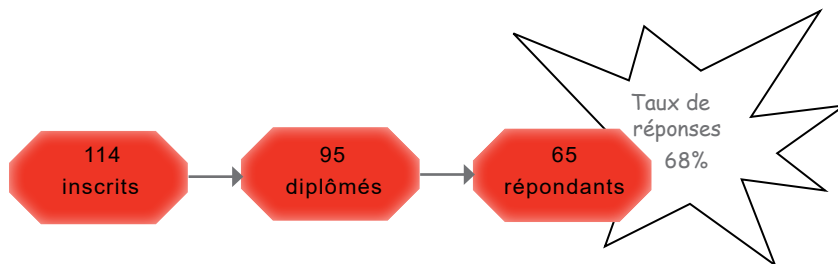 114
inscrits
95
diplômés
65
répondants
Taux de
réponses
68%